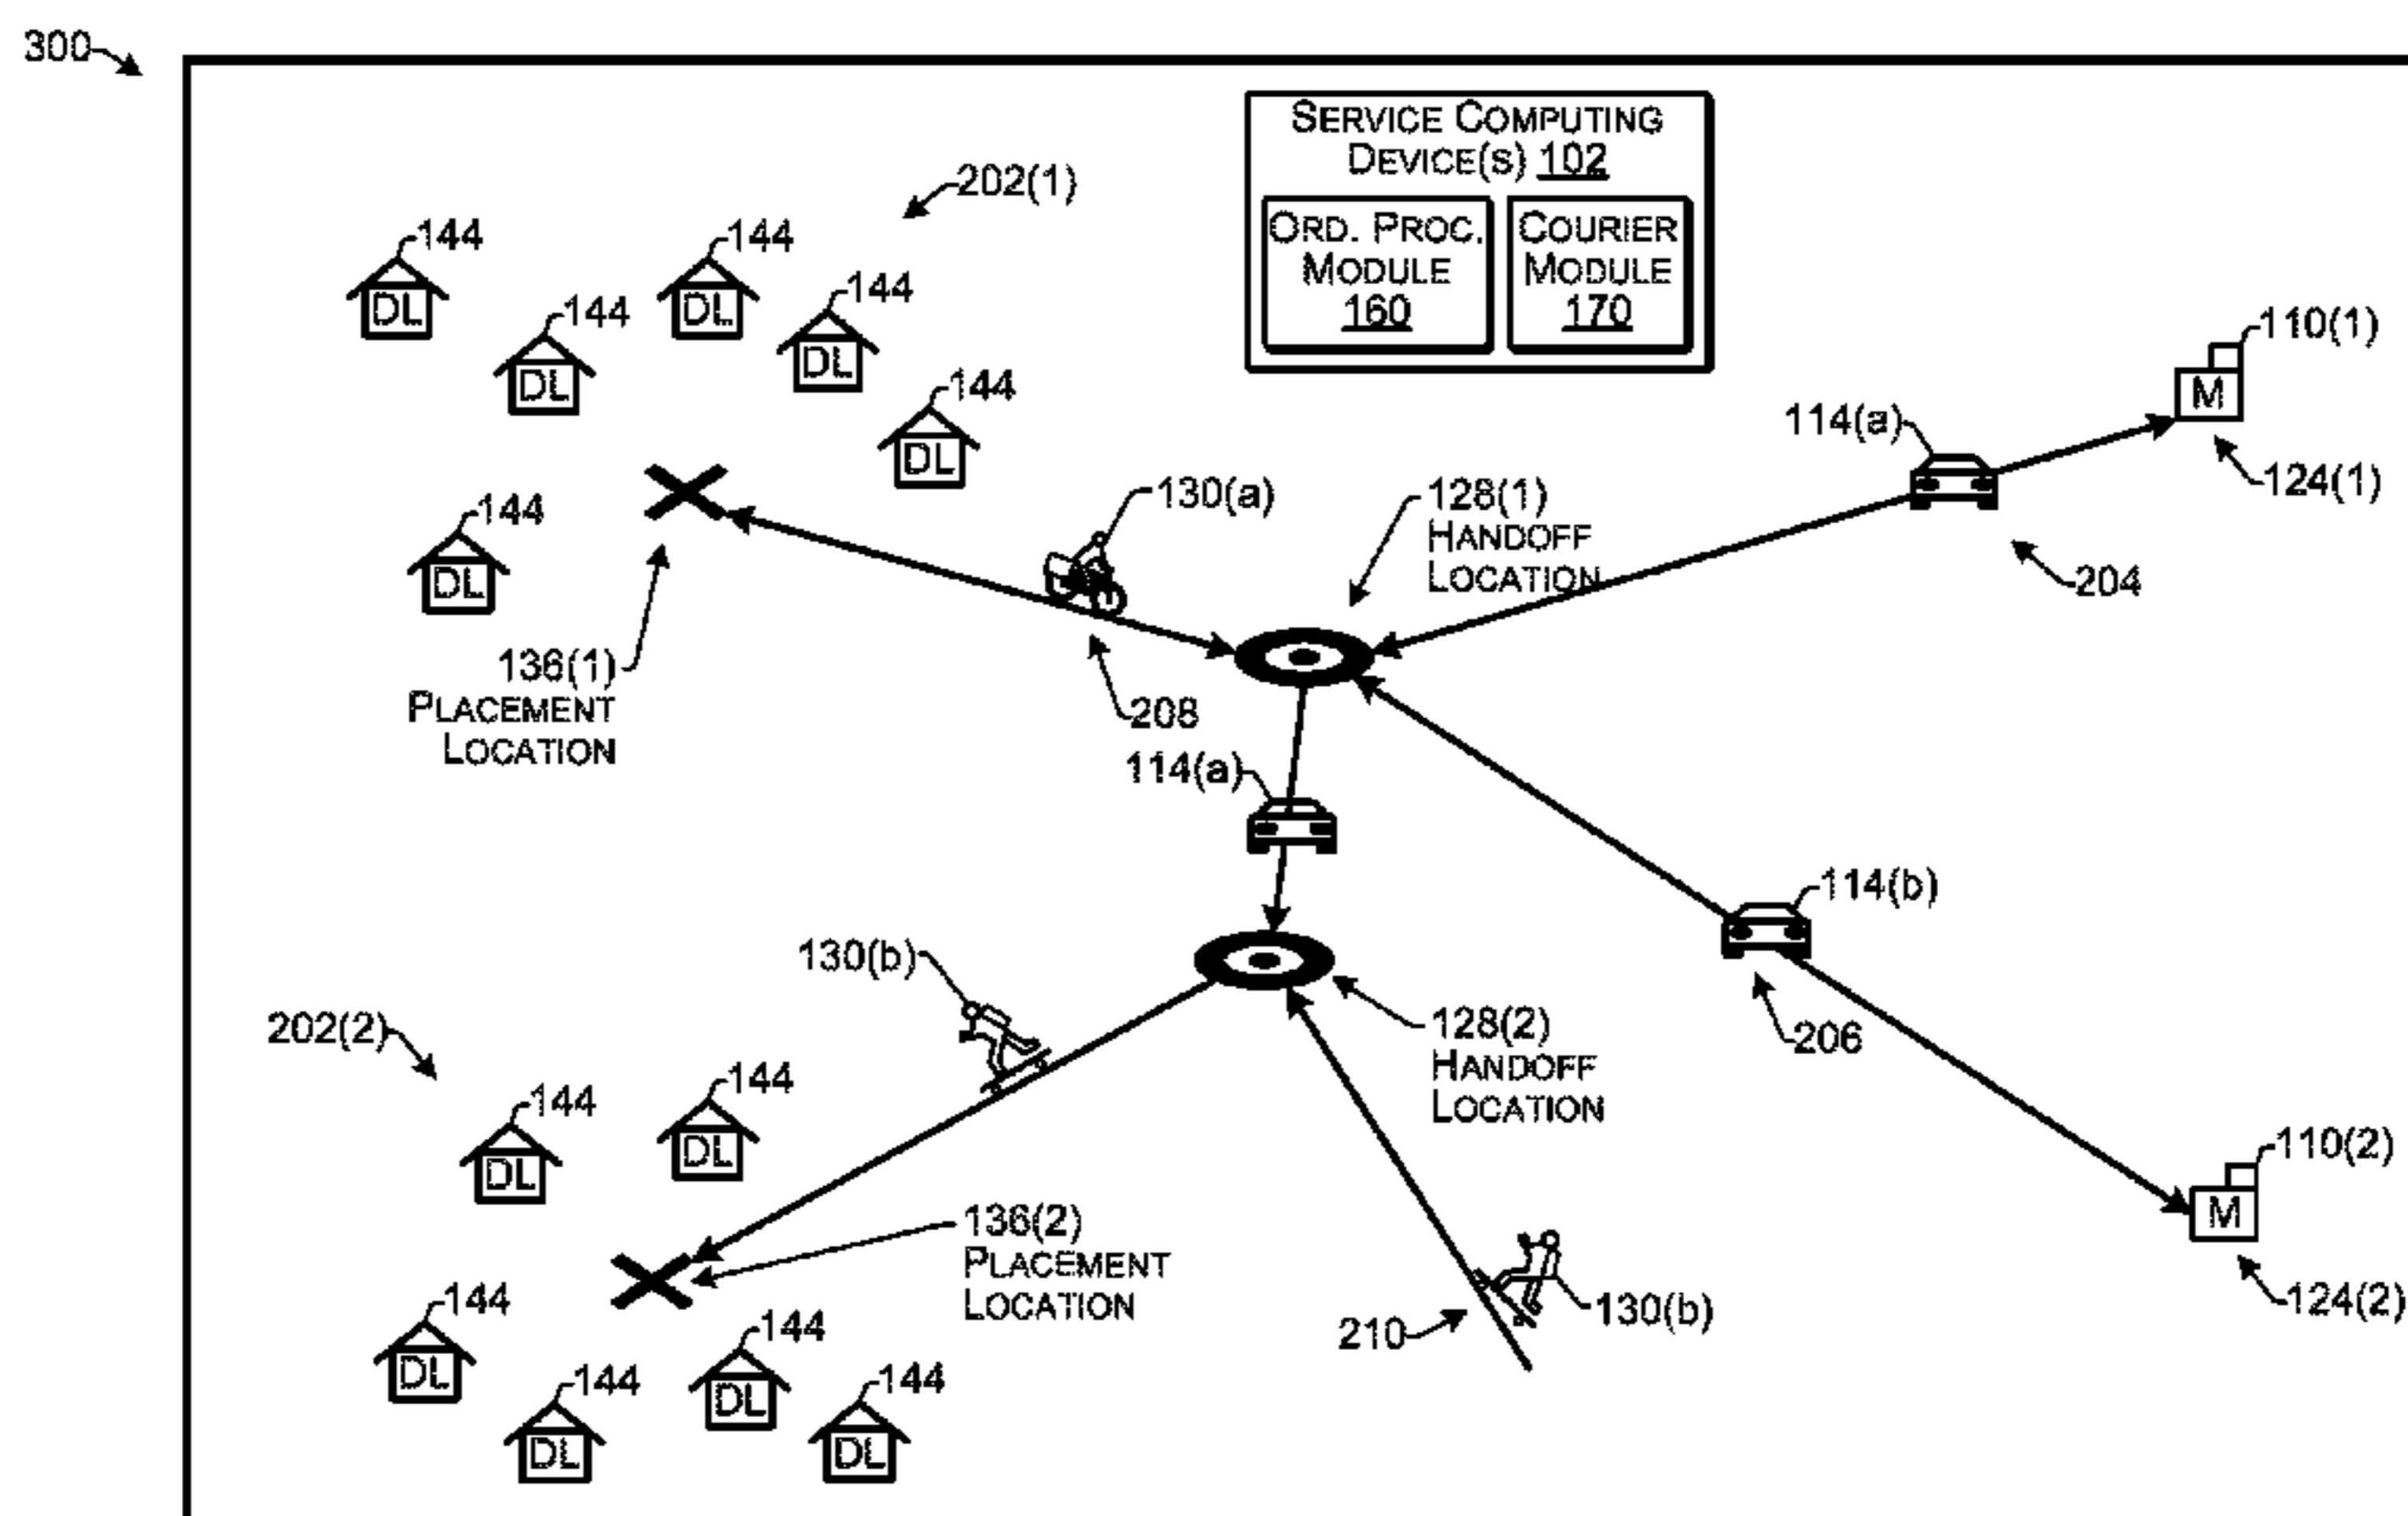 300
SERVICE COMPUTING
DEVICE(S) 102
ORD. PROC.
MODULE
160
COURIER
MODULE
170
202(1)
144
144
144
144
144
144
DL
DL
DL
DL
DL
DL
110(1)
M
124(1)
114(a)
204
130(a)
128(1)
HANDOFF
LOCATION
136(1)
PLACEMENT
LOCATION
208
114(a)
114(b)
206
130(b)
128(2)
HANDOFF
LOCATION
202(2)
144
144
DL
DL
136(2)
PLACEMENT
LOCATION
110(2)
M
124(2)
130(b)
210
144
144
144
144
DL
DL
DL
DL